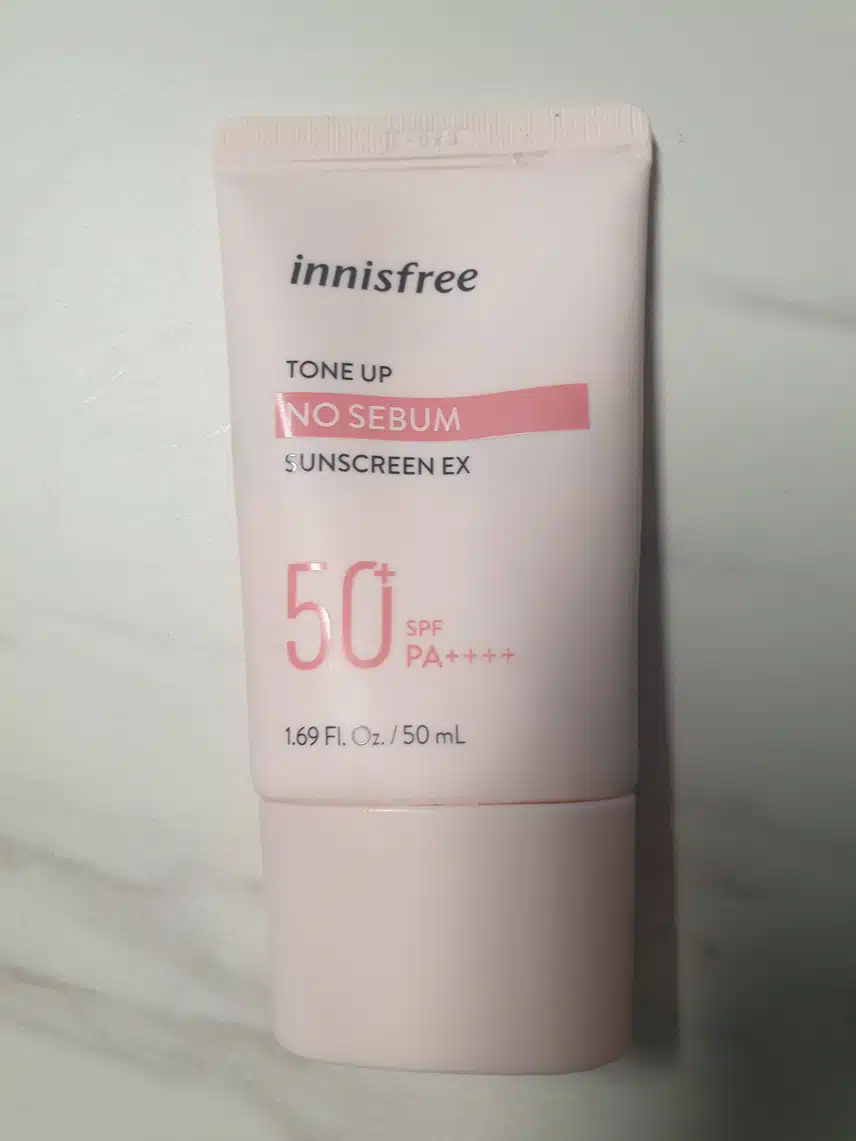 innisfree
TONE UP
NO SEBUM
SUNSCREEN EX
50+
SPF
PA++++
1.69 Fl. Oz. / 50 mL